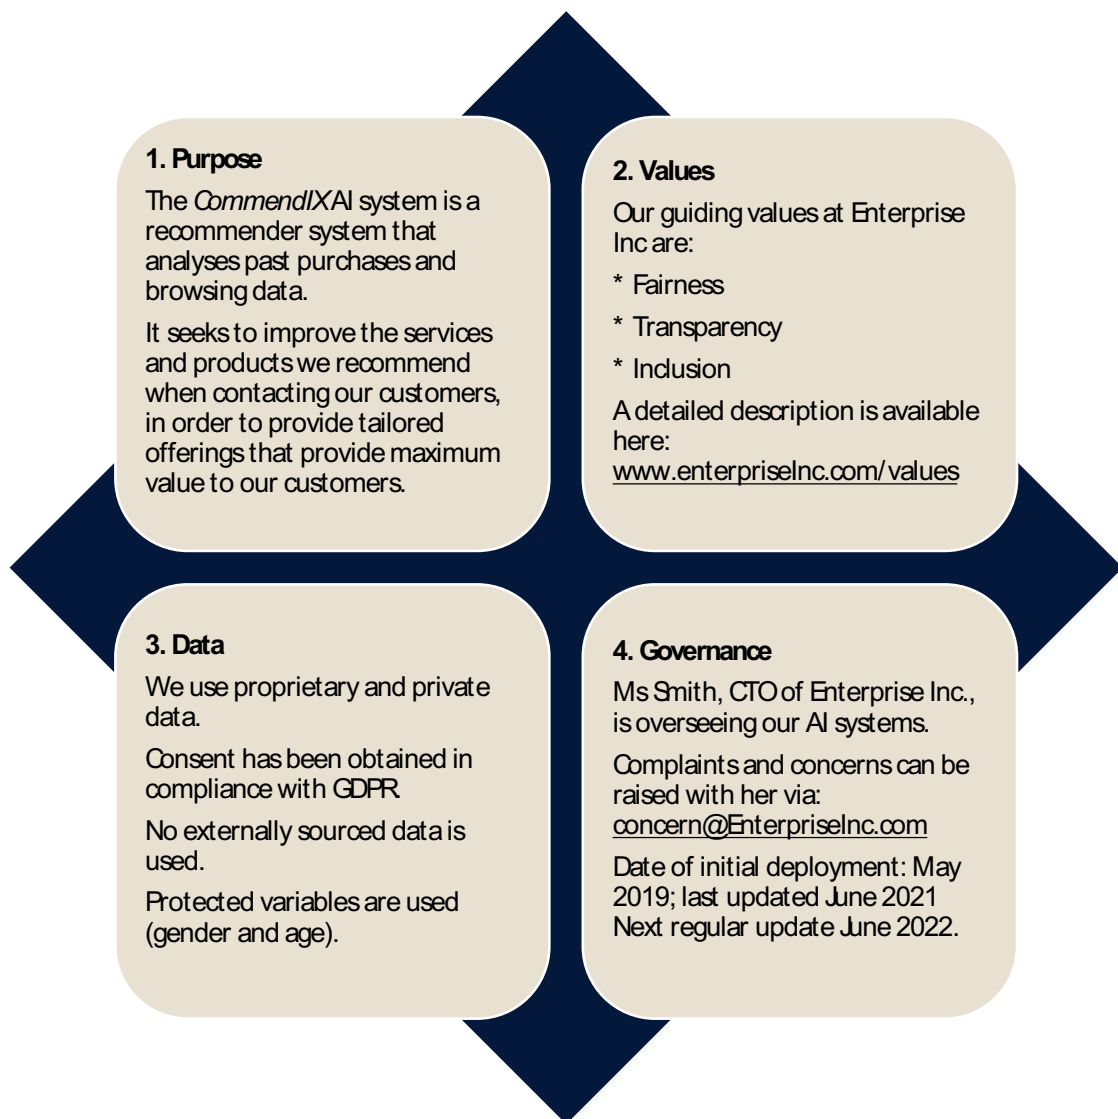 1. Purpose
The CommendIX AI system is a
recommender system that
analyses past purchases and
browsing data.
It seeks to improve the services
and products we recommend
when contacting our customers,
in order to provide tailored
offerings that provide maximum
value to our customers.
2. Values
Our guiding values at Enterprise
Inc are:
* Fairness
* Transparency
* Inclusion
A detailed description is available
here:
www.enterpriseInc.com/values
3. Data
We use proprietary and private
data.
Consent has been obtained in
compliance with GDPR.
No externally sourced data is
used.
Protected variables are used
(gender and age).
4. Governance
Ms Smith, CTO of Enterprise Inc.,
is overseeing our AI systems.
Complaints and concerns can be
raised with her via:
concern@EnterpriseInc.com
Date of initial deployment: May
2019; last updated June 2021
Next regular update June 2022.